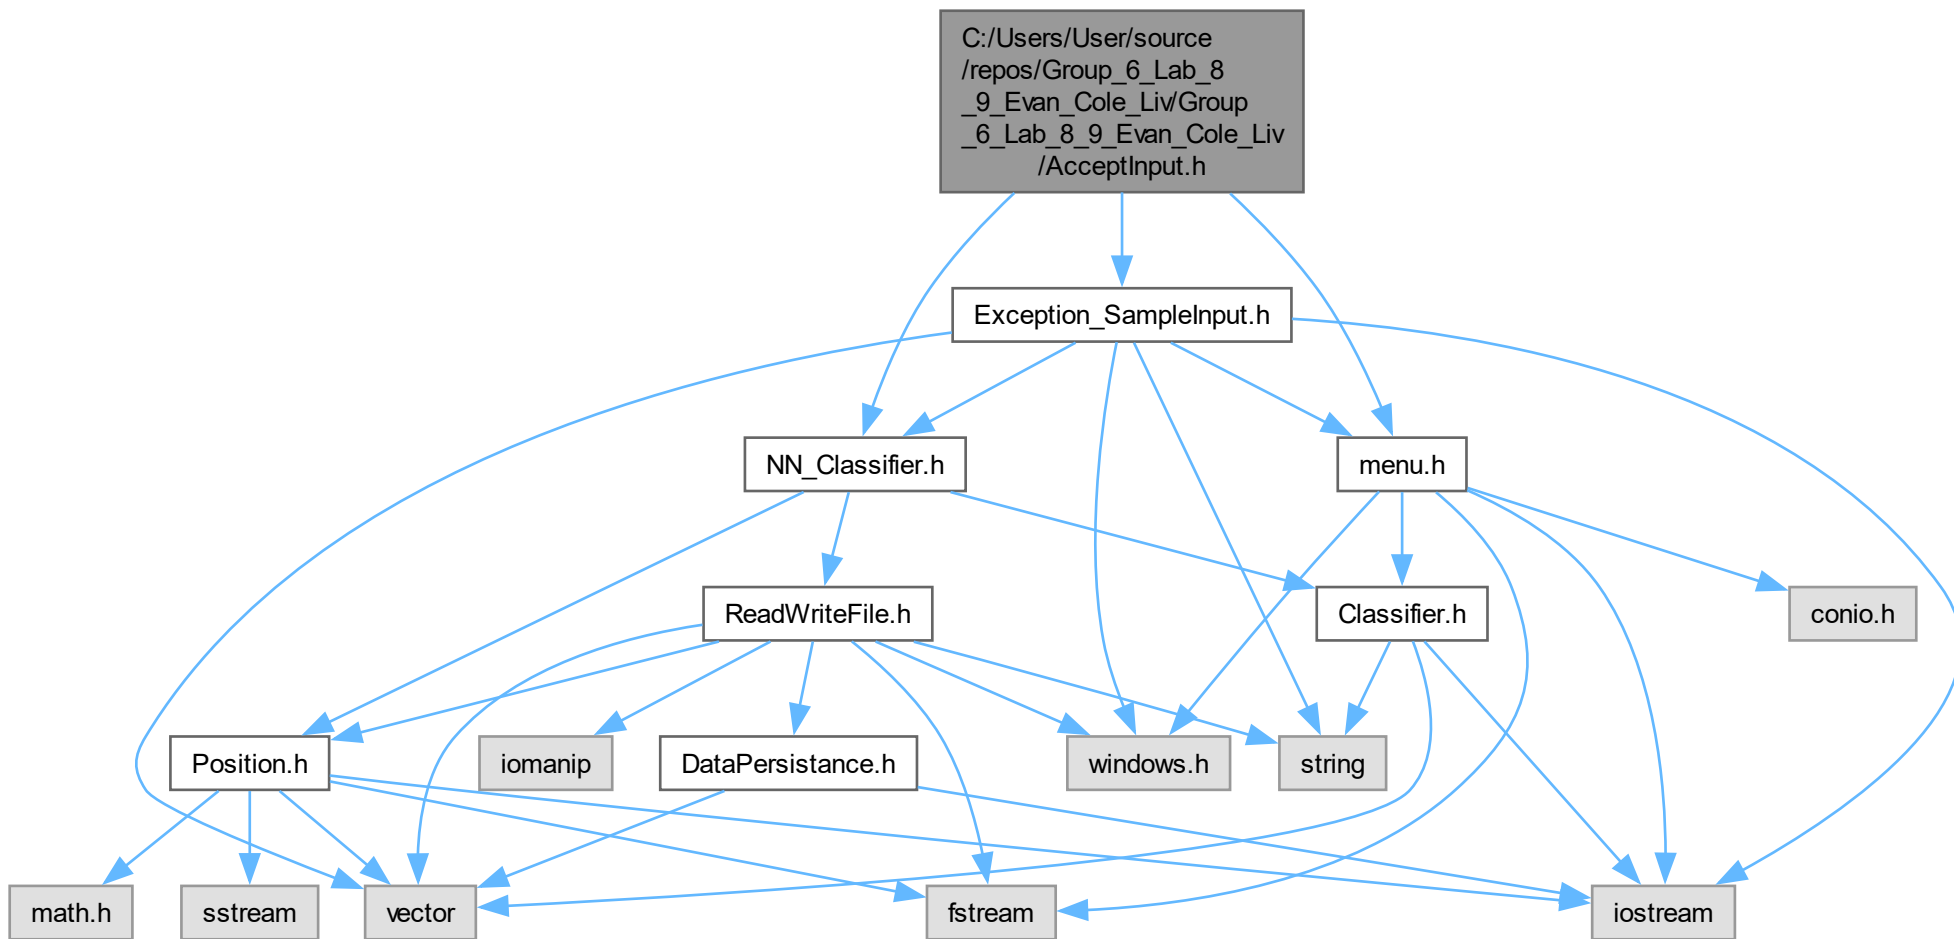 C:/Users/User/source
/repos/Group_6_Lab_8
_9_Evan_Cole_Liv/Group
_6_Lab_8_9_Evan_Cole_Liv
/AcceptInput.h
Exception_SampleInput.h
NN_Classifier.h
menu.h
ReadWriteFile.h
Classifier.h
conio.h
Position.h
iomanip
DataPersistance.h
windows.h
string
math.h
sstream
vector
fstream
iostream